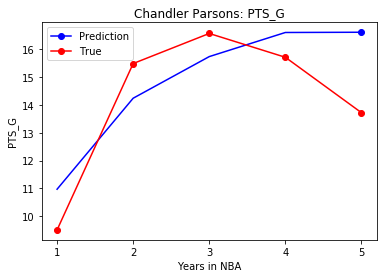 Chandler Parsons: PTS_G
Prediction
True
16
15
14
13
12
11
10
PTS_G
1 2 3 4 5
Years in NBA